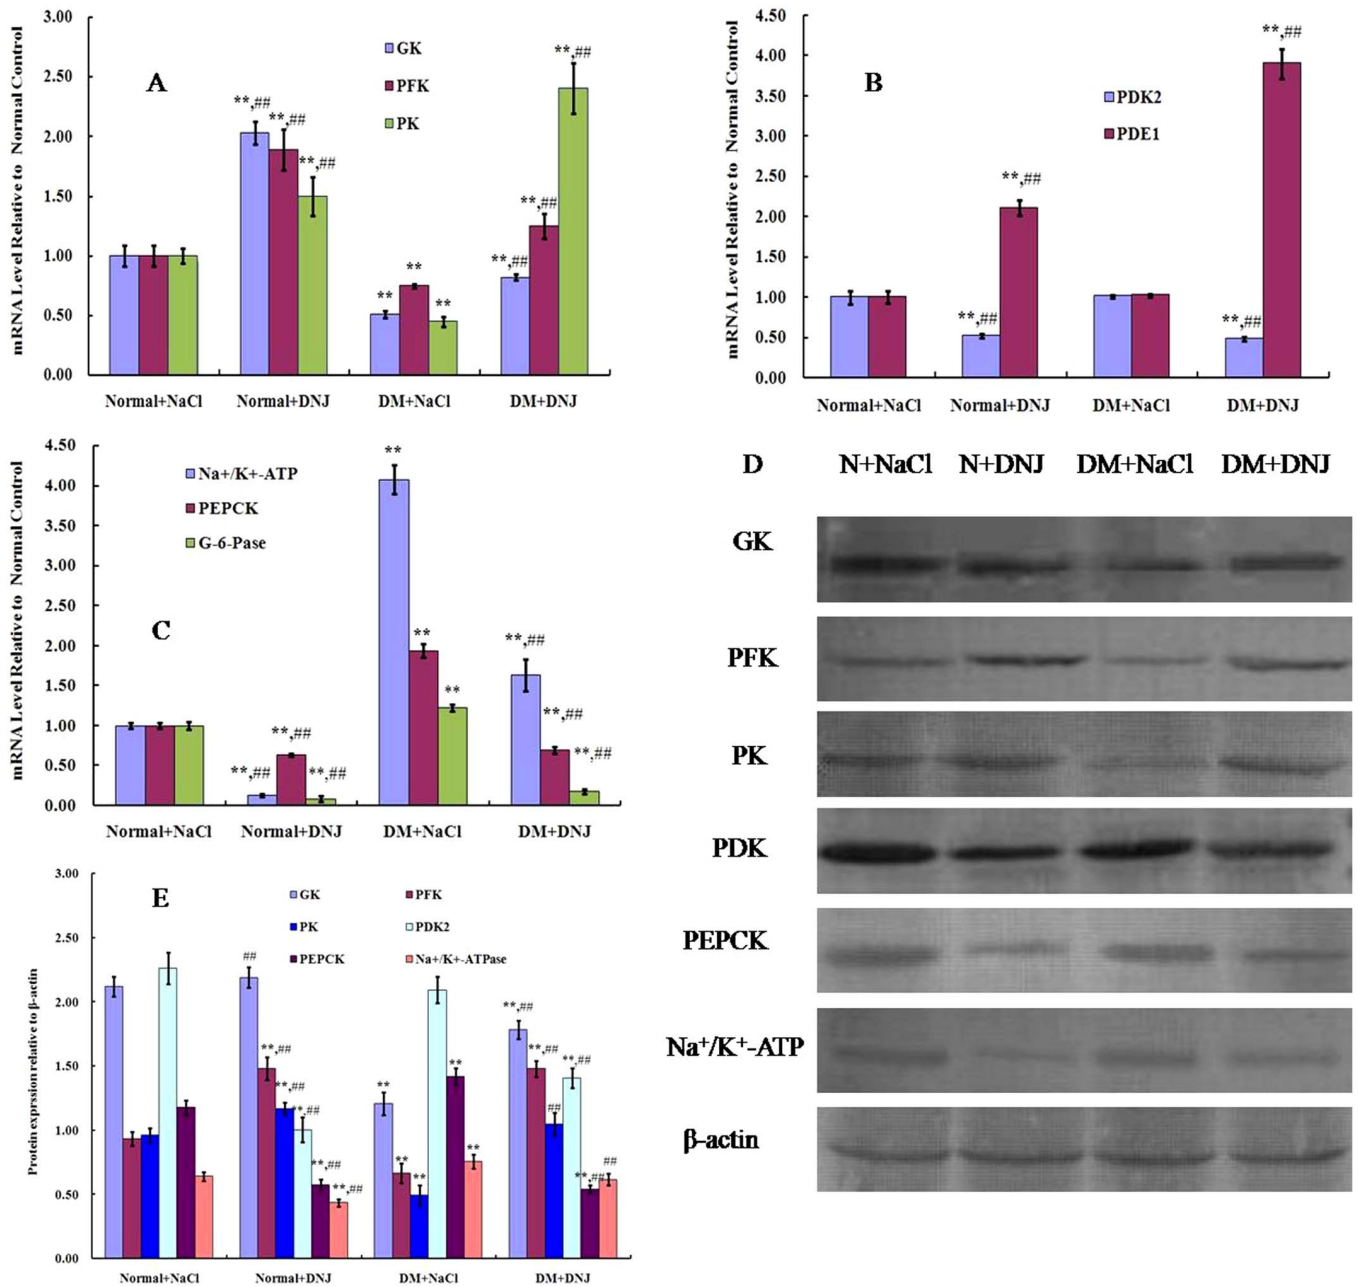 A
mRNA Level Relative to Normal Control
3.00
2.50
2.00
1.50
1.00
0.50
0.00
GK
PFK
PK
**,##
**,##
**,##
**
**
**
**,##
**,##
**,##
Normal+NaCl Normal+DNJ DM+NaCl DM+DNJ
B
mRNA Level Relative to Normal Control
4.50
4.00
3.50
3.00
2.50
2.00
1.50
1.00
0.50
0.00
PDK2
PDE1
**,##
**,##
**,##
**,##
Normal+NaCl Normal+DNJ DM+NaCl DM+DNJ
C
mRNA Level Relative to Normal Control
4.50
4.00
3.50
3.00
2.50
2.00
1.50
1.00
0.50
0.00
Na+/K+-ATP
PEPCK
G-6-Pase
**,##
**,##
**,##
**
**
**
**,##
**,##
**,##
Normal+NaCl Normal+DNJ DM+NaCl DM+DNJ
D N+NaCl N+DNJ DM+NaCl DM+DNJ
GK
PFK
PK
PDK
PEPCK
Na⁺/K⁺-ATP
β-actin
E
Protein exprssion relative to β-actin
3.00
2.50
2.00
1.50
1.00
0.50
0.00
GK PFK
PK PDK2
PEPCK Na+/K+-ATPase
##
**,##
**,##
**,##
**,##
**,##
**
**
**
**
**
**,##
**,##
##
**,##
**,##
##
Normal+NaCl Normal+DNJ DM+NaCl DM+DNJ